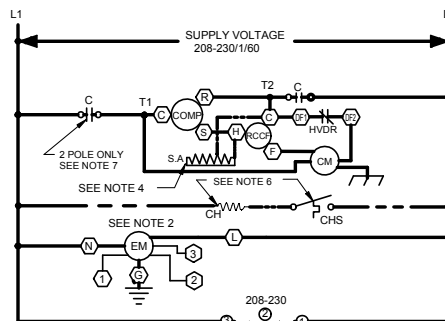 L1
SUPPLY VOLTAGE
208-230/1/60
C
T1
C
COMP
R
S
H
RCCF
F
T2
C
C
DF1
HVDR
DF2
CM
2 POLE ONLY
SEE NOTE 7
S.A
SEE NOTE 4
SEE NOTE 6
CH
CHS
SEE NOTE 2
N
EM
L
3
1
G
2
208-230
3
2
1